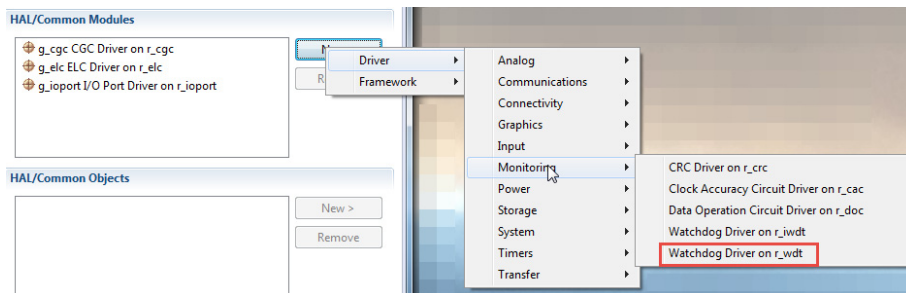 HAL/Common Modules
g_cgc CGC Driver on r_cgc
g_elc ELC Driver on r_elc
g_ioport I/O Port Driver on r_ioport
Driver
Framework
Analog
Communications
Connectivity
Graphics
Input
Monitoring
Power
Storage
System
Timers
Transfer
CRC Driver on r_crc
Clock Accuracy Circuit Driver on r_cac
Data Operation Circuit Driver on r_doc
Watchdog Driver on r_iwdt
Watchdog Driver on r_wdt
HAL/Common Objects
New >
Remove